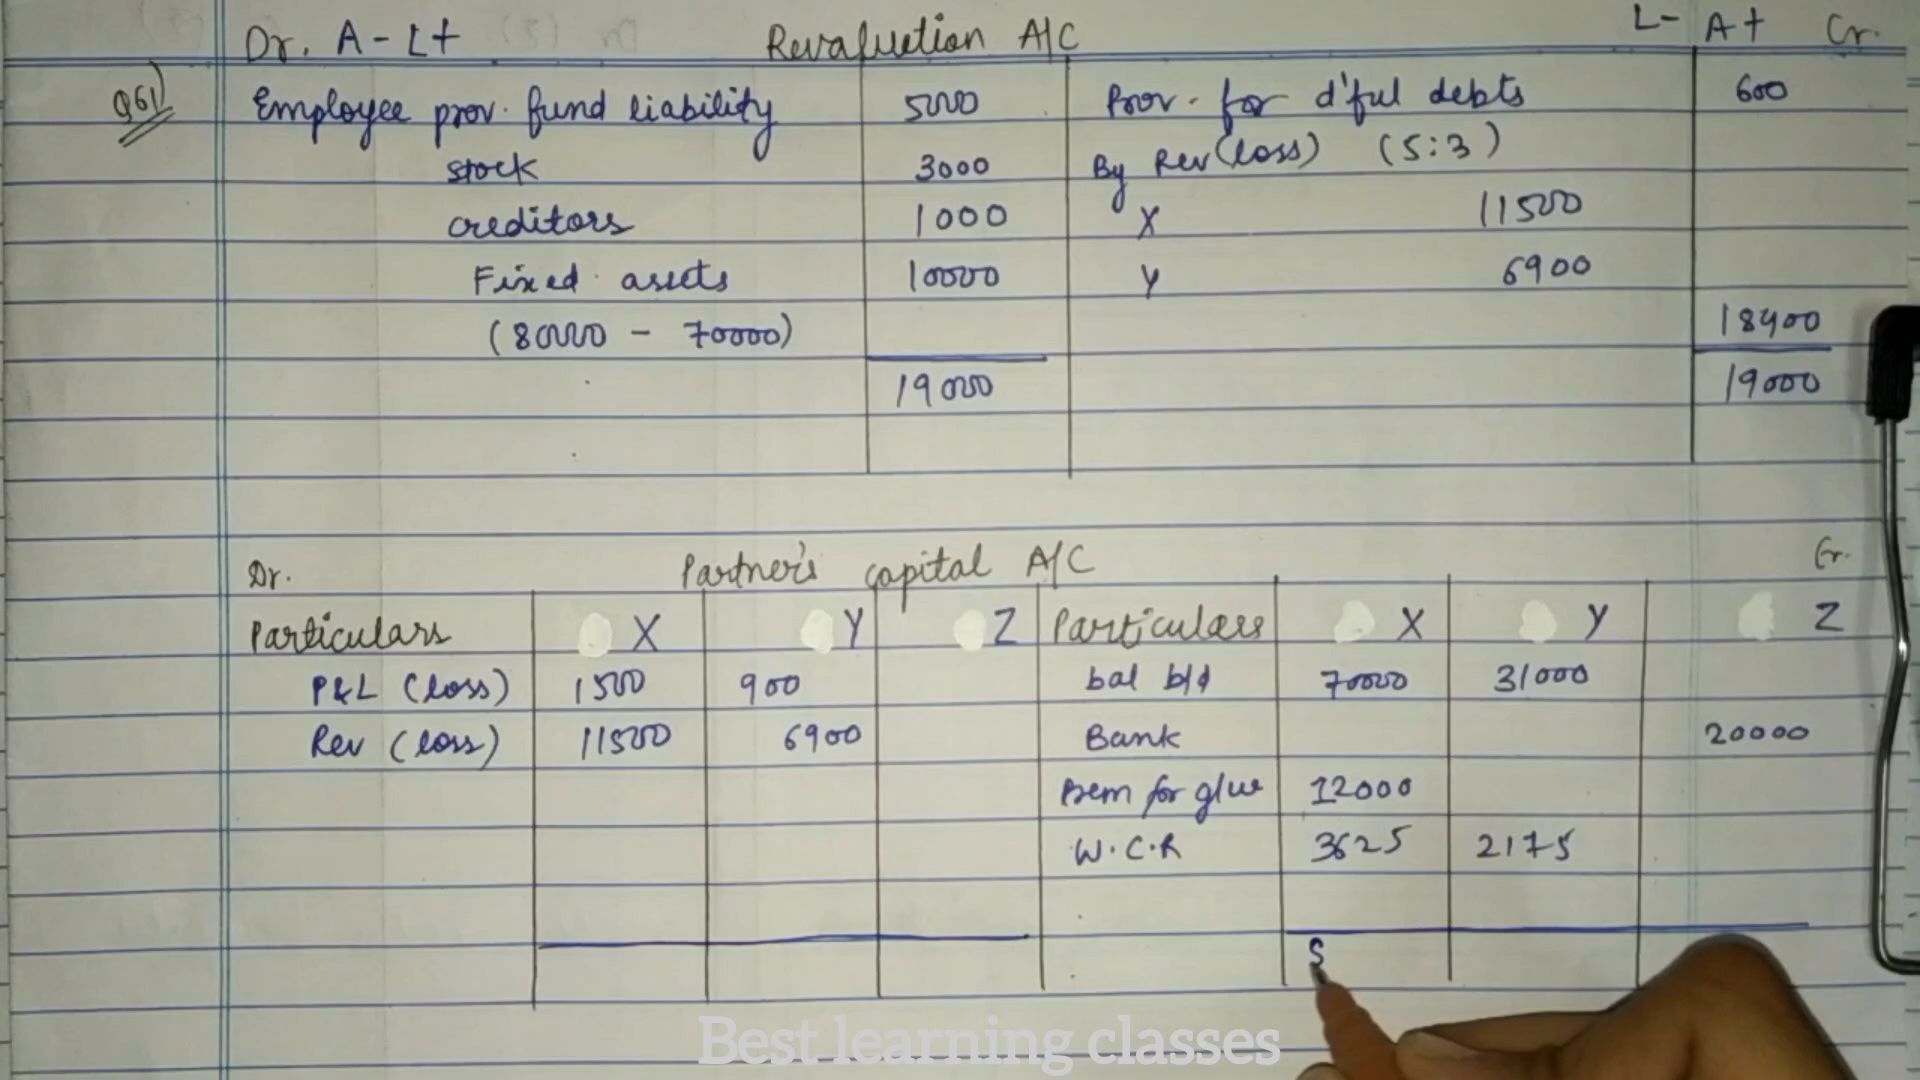 Dr. A - L+ Revaluetion A/C L- A+ Cr.
Q61) Employee prov. fund liability 5000 Prov. for d'ful debts 600
stock 3000 By Rev (loss) (5:3)
creditors 1000 X 11500
Fixed assets 10000 Y 6900
(80000 - 70000) 18400
19000 19000
Dr. Partner's capital A/C Cr.
Particulars X Y Z Particulars X Y Z
P&L (loss) 1500 900 bal b/d 70000 31000
Rev (loss) 11500 6900 Bank 20000
Prem for g/w 12000
W.C.R 3625 2175
8
Best learning classes